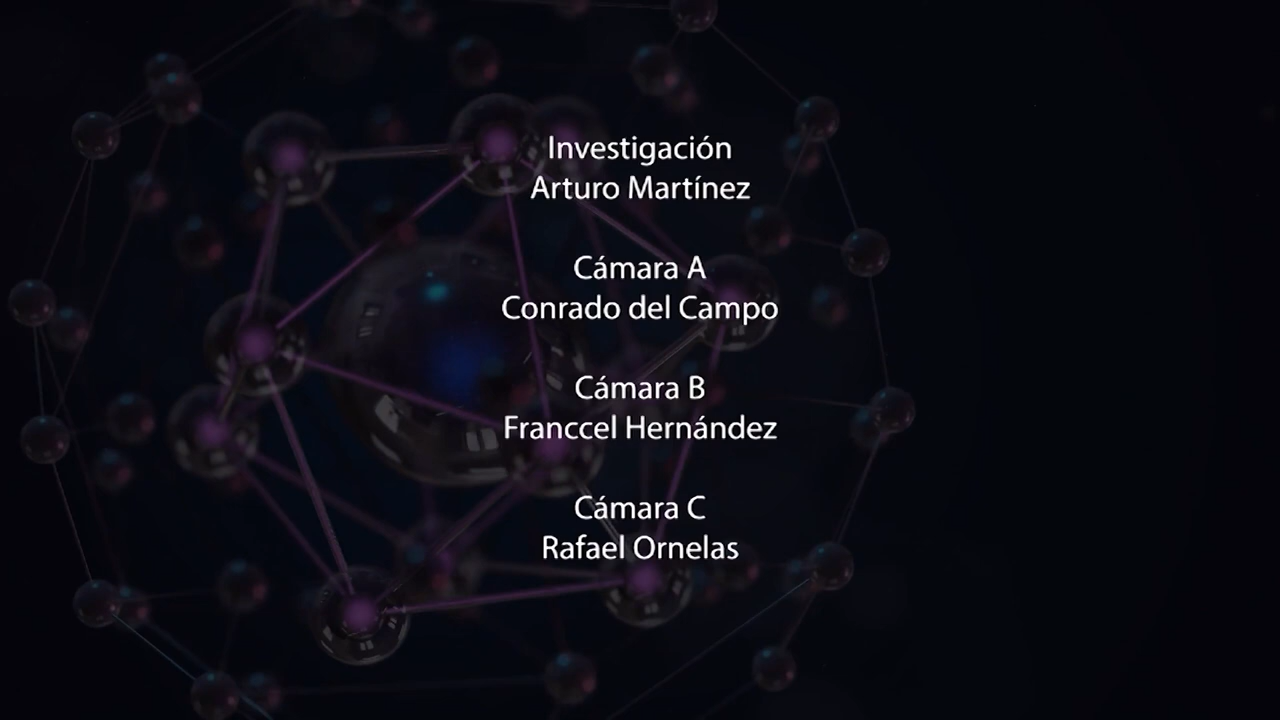 Investigación
Arturo Martínez
Cámara A
Conrado del Campo
Cámara B
Franccel Hernández
Cámara C
Rafael Ornelas